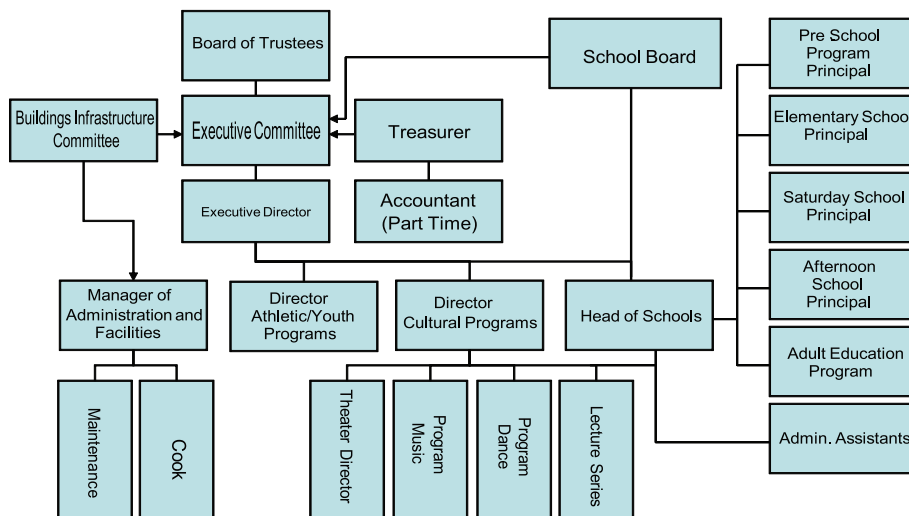 Board of Trustees
School Board
Pre School
Program
Principal
Buildings Infrastructure
Committee
Executive Committee
Treasurer
Elementary School
Principal
Executive Director
Accountant
(Part Time)
Saturday School
Principal
Manager of
Administration and
Facilities
Director
Athletic/Youth
Programs
Director
Cultural Programs
Head of Schools
Afternoon
School
Principal
Adult Education
Program
Maintenance
Cook
Theater Director
Program
Music
Program
Dance
Lecture Series
Admin. Assistants